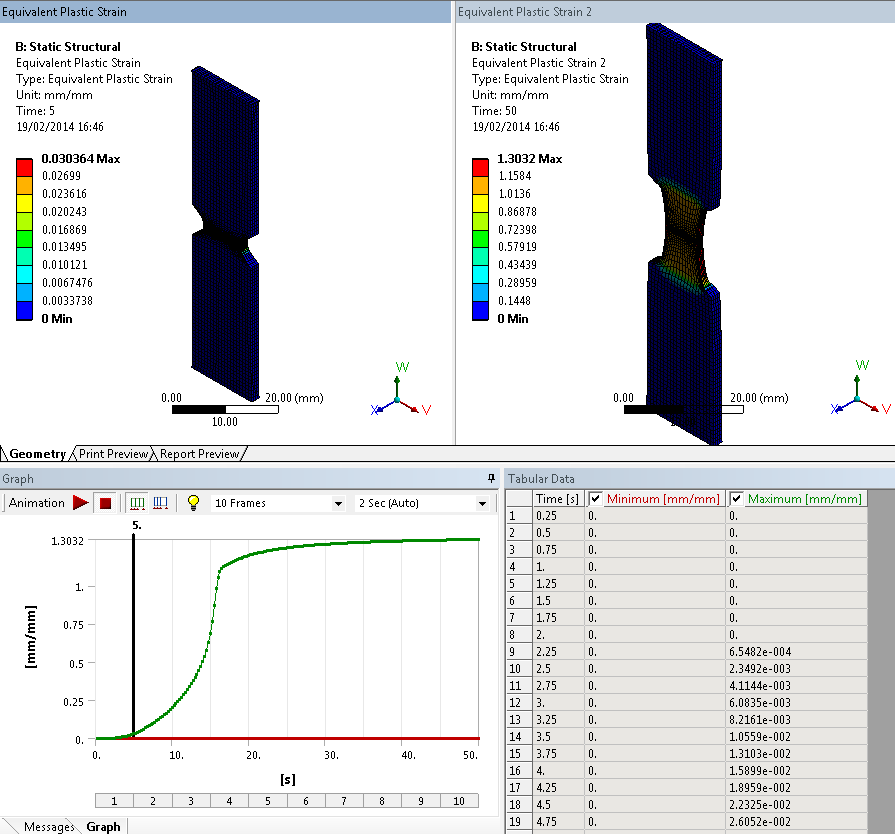 Equivalent Plastic Strain
B: Static Structural
Equivalent Plastic Strain
Type: Equivalent Plastic Strain
Unit: mm/mm
Time: 5
19/02/2014 16:46
0.030364 Max
0.02699
0.023616
0.020243
0.016869
0.013495
0.010121
0.0067476
0.0033738
0 Min
0.00
20.00 (mm)
10.00
W
X
V
Equivalent Plastic Strain 2
B: Static Structural
Equivalent Plastic Strain 2
Type: Equivalent Plastic Strain
Unit: mm/mm
Time: 50
19/02/2014 16:46
1.3032 Max
1.1584
1.0136
0.86878
0.72398
0.57919
0.43439
0.28959
0.1448
0 Min
0.00
20.00 (mm)
W
X
V
Geometry Print Preview Report Preview
Graph
Animation 10 Frames 2 Sec (Auto)
5.
1.3032
1.
0.75
0.5
0.25
0.
[mm/mm]
0. 10. 20. 30. 40. 50.
[s]
1 2 3 4 5 6 7 8 9 10
Messages Graph
Tabular Data
Time [s] Minimum [mm/mm] Maximum [mm/mm]
1 0.25 0. 0.
2 0.5 0. 0.
3 0.75 0. 0.
4 1. 0. 0.
5 1.25 0. 0.
6 1.5 0. 0.
7 1.75 0. 0.
8 2. 0. 0.
9 2.25 0. 6.5482e-004
10 2.5 0. 2.3492e-003
11 2.75 0. 4.1144e-003
12 3. 0. 6.0835e-003
13 3.25 0. 8.2161e-003
14 3.5 0. 1.0559e-002
15 3.75 0. 1.3103e-002
16 4. 0. 1.5899e-002
17 4.25 0. 1.8959e-002
18 4.5 0. 2.2325e-002
19 4.75 0. 2.6052e-002